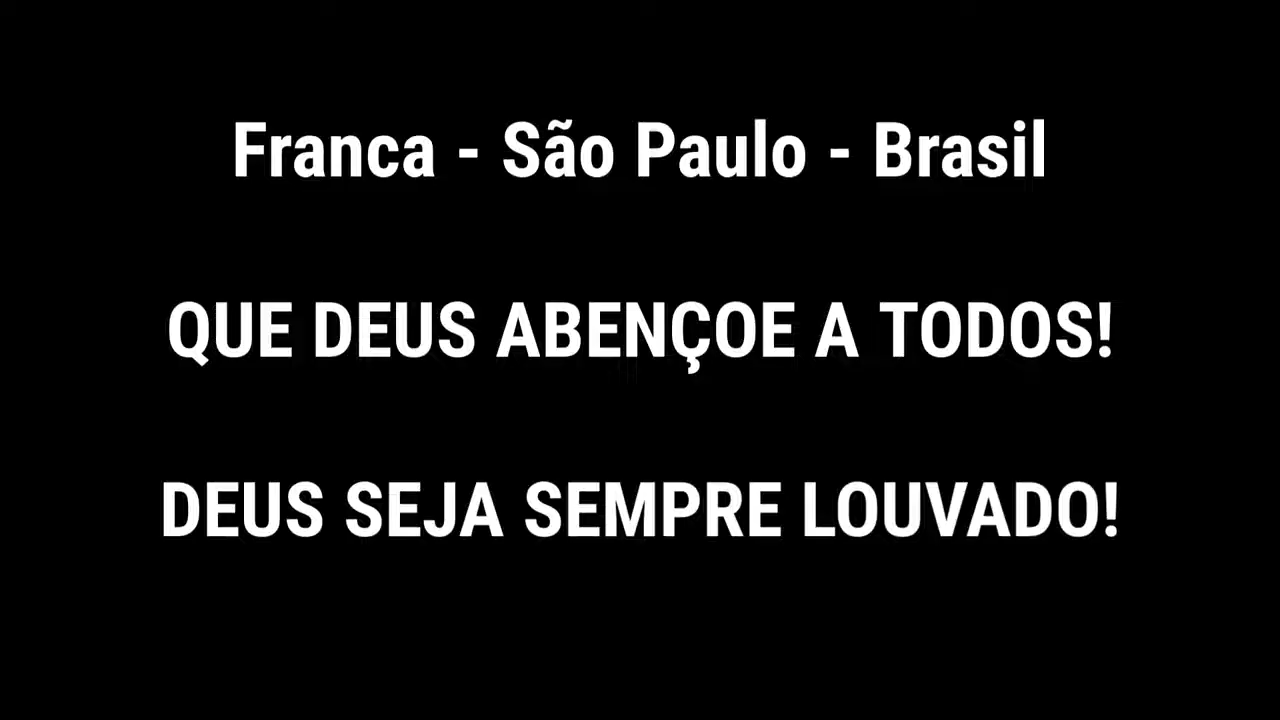 Franca - São Paulo - Brasil
QUE DEUS ABENÇOE A TODOS!
DEUS SEJA SEMPRE LOUVADO!